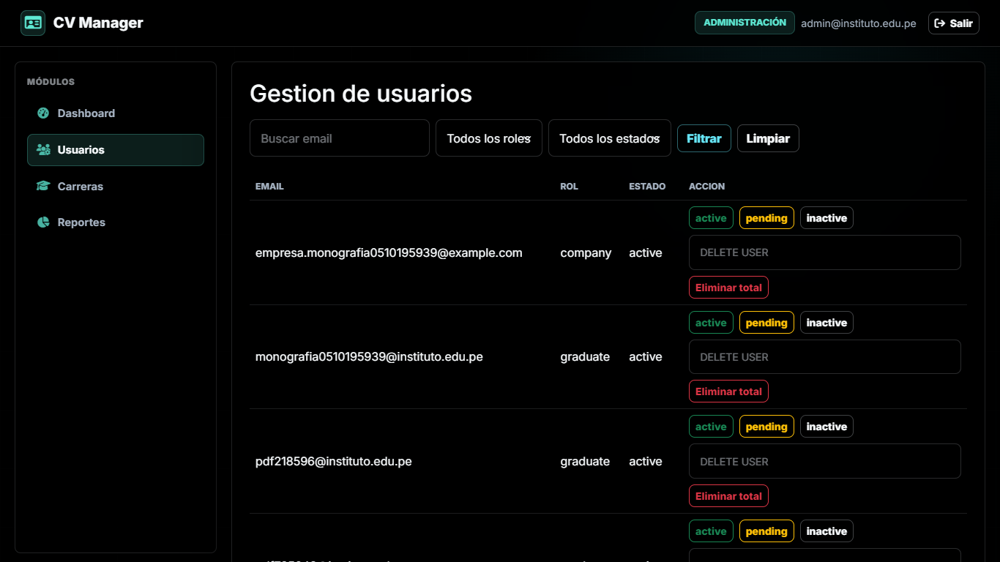 CV Manager
ADMINISTRACIÓN admin@instituto.edu.pe Salir
MÓDULOS
Dashboard
Usuarios
Carreras
Reportes
Gestion de usuarios
Buscar email Todos los roles Todos los estados Filtrar Limpiar
EMAIL ROL ESTADO ACCION
active pending inactive
empresa.monografia0510195939@example.com company active DELETE USER
Eliminar total
active pending inactive
monografia0510195939@instituto.edu.pe graduate active DELETE USER
Eliminar total
active pending inactive
pdf218596@instituto.edu.pe graduate active DELETE USER
Eliminar total
active pending inactive